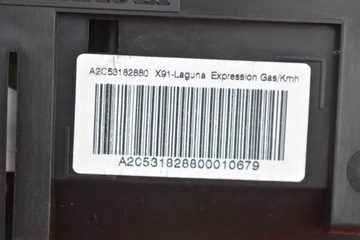 A2C53182880 X91-Laguna Expression Gas/Kmh
A2C531828800010679